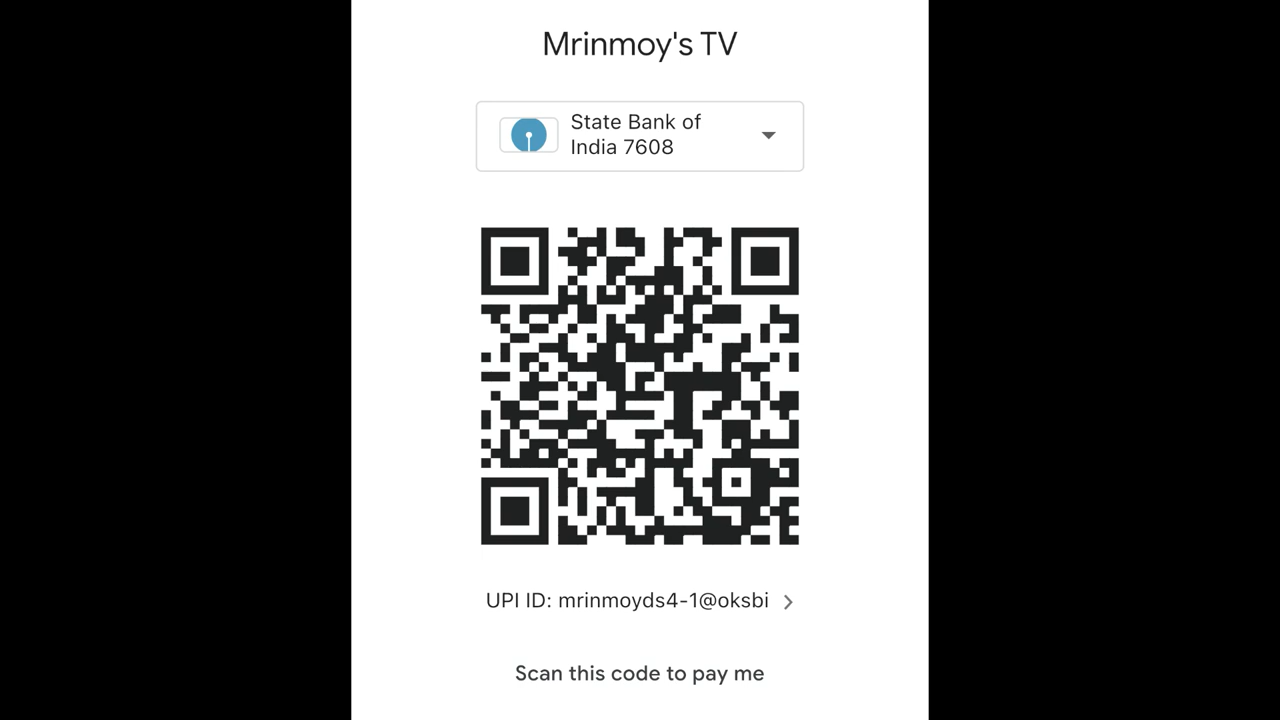 Mrinmoy's TV
State Bank of
India 7608
UPI ID: mrinmoyds4-1@oksbi
Scan this code to pay me